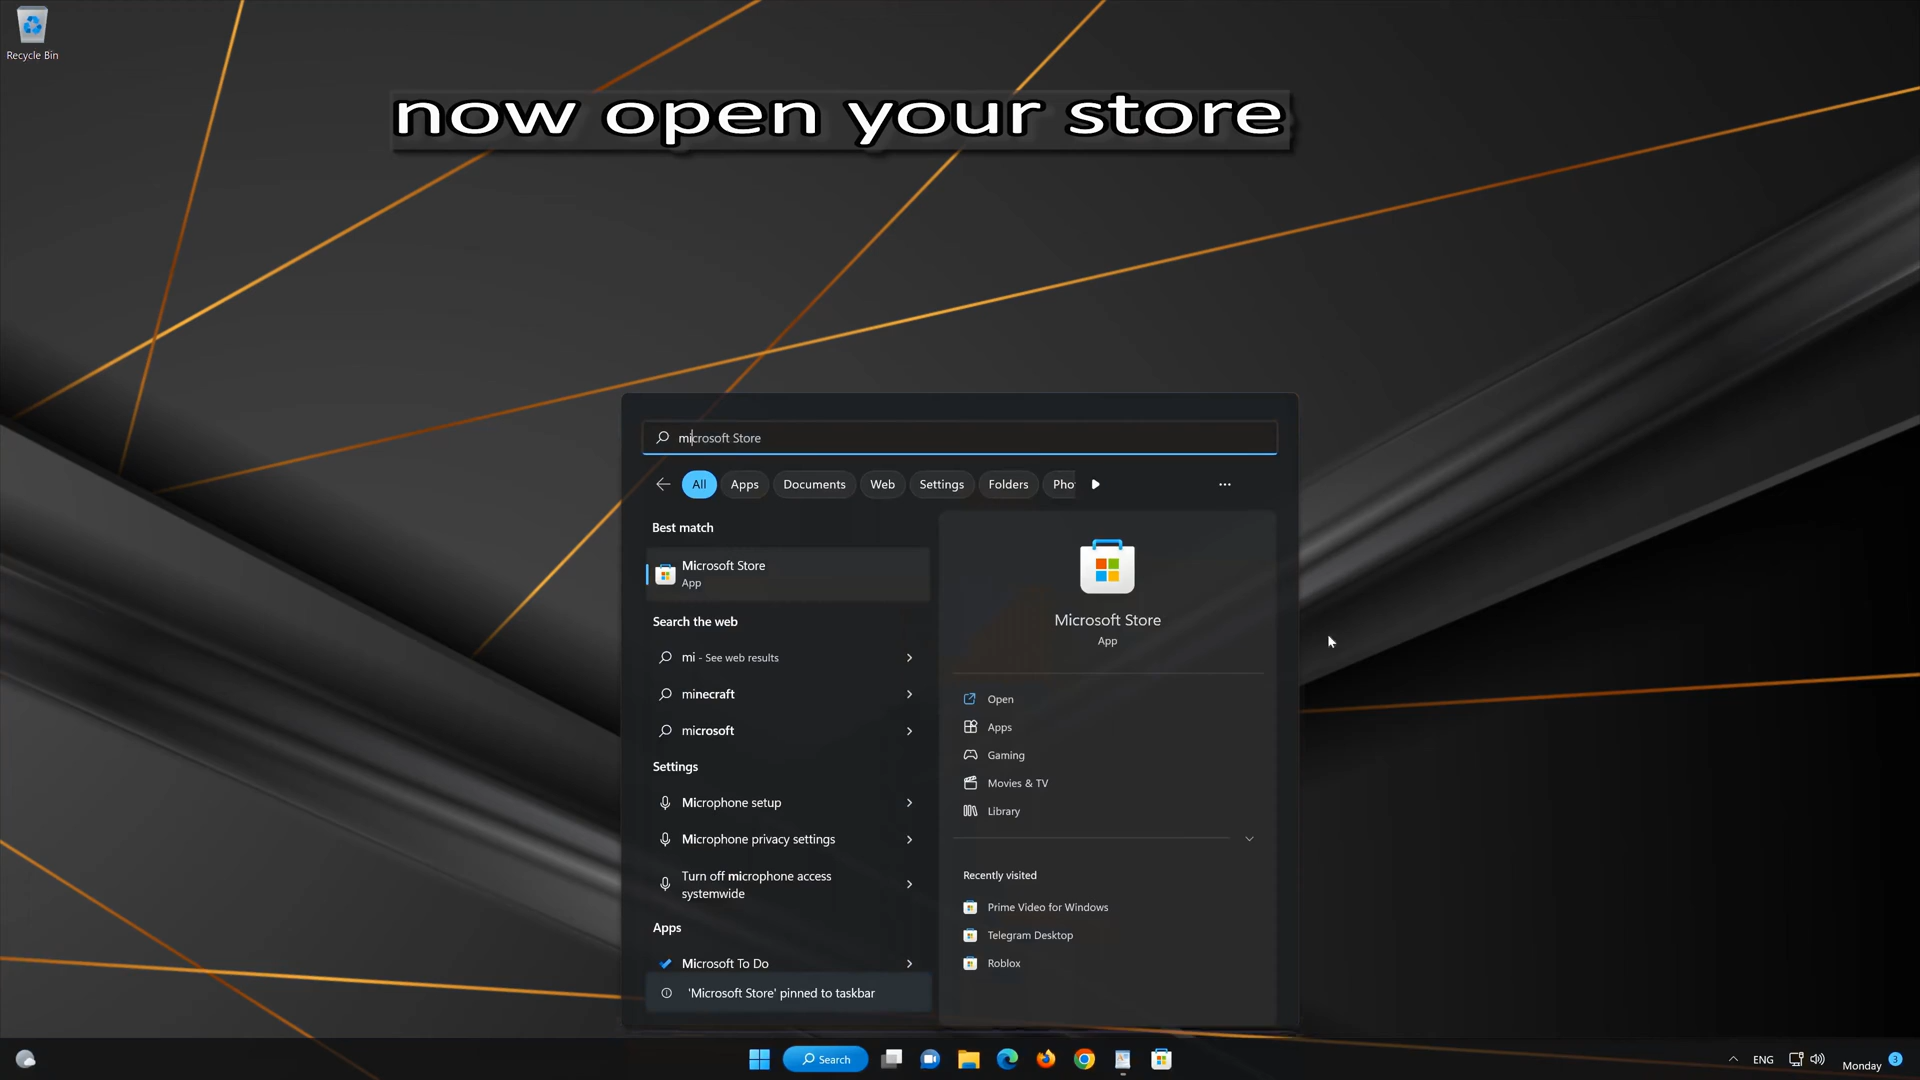 Recycle Bin
now open your store
microsoft Store
All Apps Documents Web Settings Folders Pho
Best match
Microsoft Store
App
Search the web
mi - See web results
minecraft
microsoft
Settings
Microphone setup
Microphone privacy settings
Turn off microphone access
systemwide
Apps
Microsoft To Do
'Microsoft Store' pinned to taskbar
Microsoft Store
App
Open
Apps
Gaming
Movies & TV
Library
Recently visited
Prime Video for Windows
Telegram Desktop
Roblox
Search
ENG
Monday 3